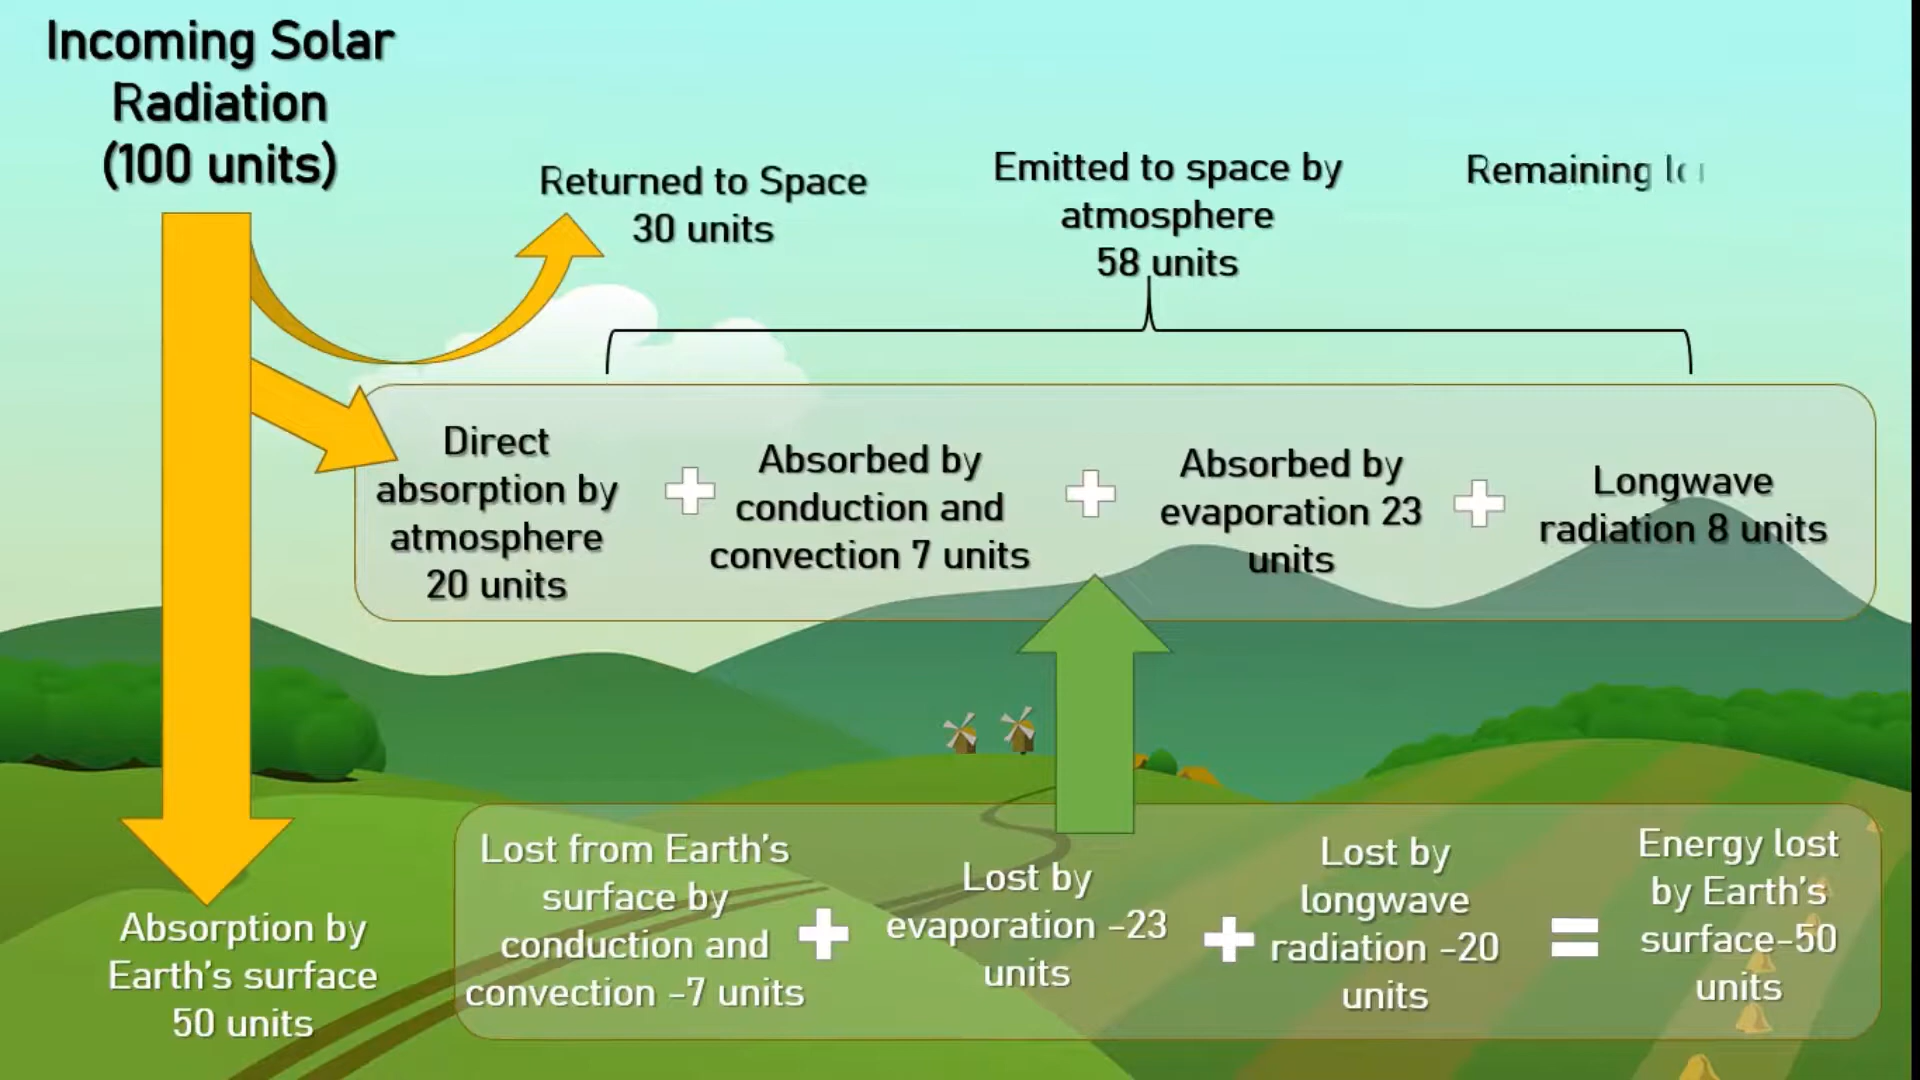 Incoming Solar
Radiation
(100 units)
Returned to Space
30 units
Emitted to space by
atmosphere
58 units
Remaining
Direct
absorption by
atmosphere
20 units
Absorbed by
conduction and
convection 7 units
Absorbed by
evaporation 23
units
Longwave
radiation 8 units
Absorption by
Earth's surface
50 units
Lost from Earth's
surface by
conduction and
convection -7 units
Lost by
evaporation -23
units
Lost by
longwave
radiation -20
units
Energy lost
by Earth's
surface-50
units